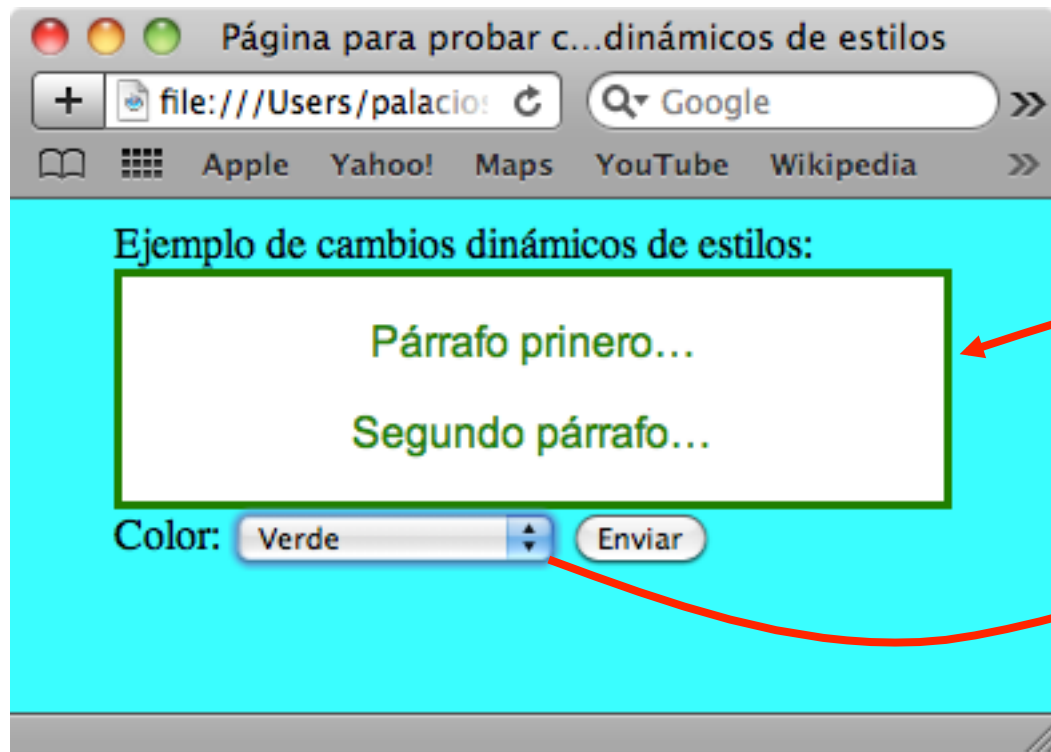 Página para probar c...dinámicos de estilos
+ file:///Users/palacios Google »
Apple Yahoo! Maps YouTube Wikipedia »
Ejemplo de cambios dinámicos de estilos:
Párrafo prinero...
Segundo párrafo...
Color: Verde Enviar